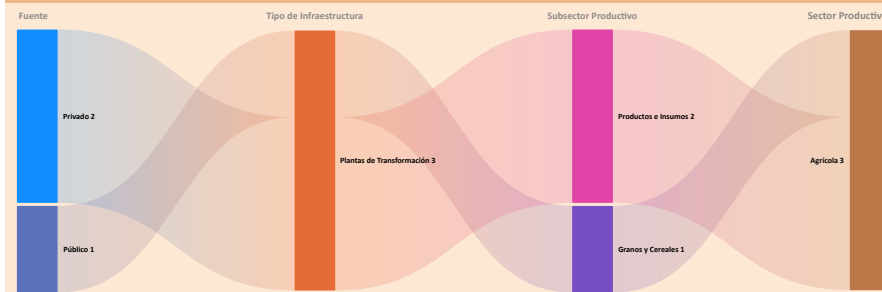 Fuente
Tipo de Infraestructura
Subsector Productivo
Sector Productiv
Privado 2
Productos e Insumos 2
Plantas de Transformación 3
Agrícola 3
Público 1
Granos y Cereales 1